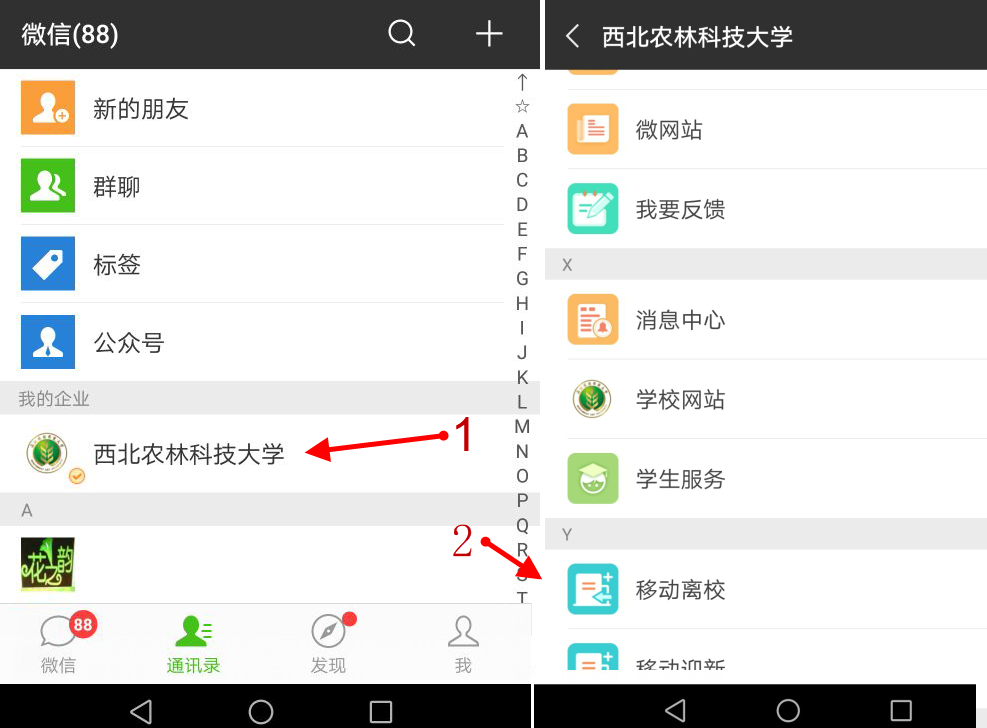 微信(88)
新的朋友
群聊
标签
公众号
我的企业
西北农林科技大学
1
A
花之韵
↑
☆
A
B
C
D
E
F
G
H
I
J
K
L
M
N
O
P
Q
R
S
T
2
88
微信
通讯录
发现
我
西北农林科技大学
微网站
我要反馈
X
消息中心
学校网站
学生服务
Y
移动离校
移动迎新